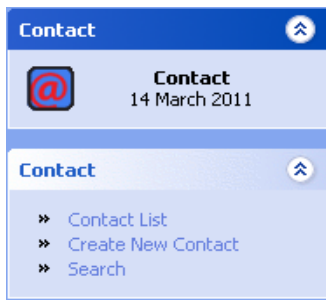 Contact
Contact
14 March 2011
Contact
» Contact List
» Create New Contact
» Search